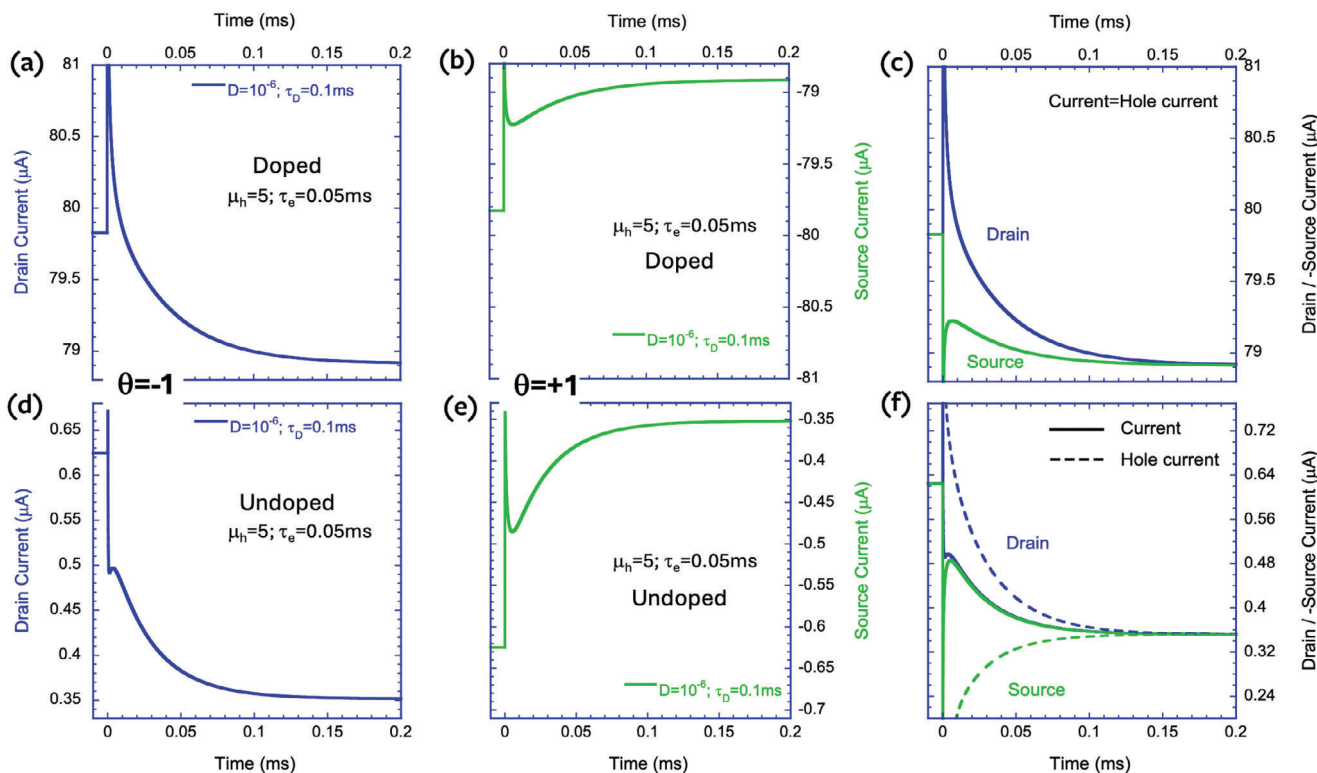 Time (ms)
Time (ms)
Time (ms)
0 0.05 0.1 0.15 0.2
0 0.05 0.1 0.15 0.2
0 0.05 0.1 0.15 0.2
(a)
81
80.5
80
79.5
79
Drain Current (µA)
D=10⁻⁶; τD=0.1ms
Doped
μh=5; τe=0.05ms
(b)
-79
-79.5
-80
-80.5
-81
Source Current (µA)
μh=5; τe=0.05ms
Doped
D=10⁻⁶; τD=0.1ms
(c)
81
80.5
80
79.5
79
Drain / -Source Current (µA)
Current=Hole current
Drain
Source
θ=-1
θ=+1
(d)
0.65
0.6
0.55
0.5
0.45
0.4
0.35
Drain Current (µA)
D=10⁻⁶; τD=0.1ms
Undoped
μh=5; τe=0.05ms
(e)
-0.35
-0.4
-0.45
-0.5
-0.55
-0.6
-0.65
-0.7
Source Current (µA)
μh=5; τe=0.05ms
Undoped
D=10⁻⁶; τD=0.1ms
(f)
0.72
0.64
0.56
0.48
0.4
0.32
0.24
Drain / -Source Current (µA)
Current
Hole current
Drain
Source
0 0.05 0.1 0.15 0.2
0 0.05 0.1 0.15 0.2
0 0.05 0.1 0.15 0.2
Time (ms)
Time (ms)
Time (ms)